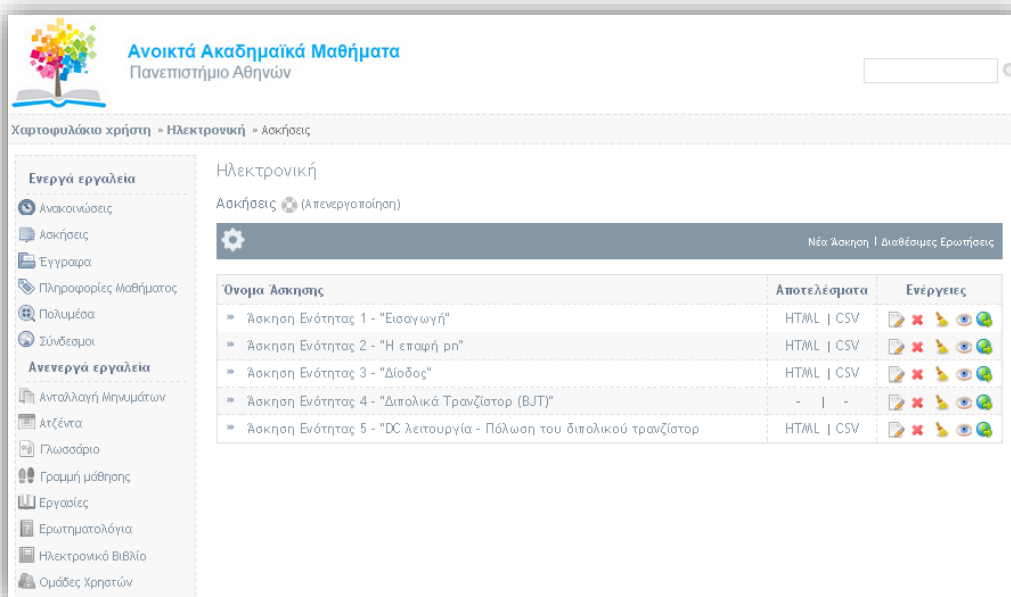 Ανοικτά Ακαδημαϊκά Μαθήματα
Πανεπιστήμιο Αθηνών
Χαρτοφυλάκιο χρήστη » Ηλεκτρονική » Ασκήσεις
Ενεργά εργαλεία
Ανακοινώσεις
Ασκήσεις
Έγγραφα
Πληροφορίες Μαθήματος
Πολυμέσα
Σύνδεσμοι
Ανενεργά εργαλεία
Ανταλλαγή Μηνυμάτων
Ατζέντα
Γλωσσάριο
Γραμμή μάθησης
Εργασίες
Ερωτηματολόγια
Ηλεκτρονικό Βιβλίο
Ομάδες Χρηστών
Ηλεκτρονική
Ασκήσεις (Απενεργοποίηση)
Νέα Άσκηση | Διαθέσιμες Ερωτήσεις
Όνομα Άσκησης Αποτελέσματα Ενέργειες
» Άσκηση Ενότητας 1 - "Εισαγωγή" HTML | CSV
» Άσκηση Ενότητας 2 - "Η επαφή pn" HTML | CSV
» Άσκηση Ενότητας 3 - "Δίοδος" HTML | CSV
» Άσκηση Ενότητας 4 - "Διπολικά Τρανζίστορ (BJT)" - | -
» Άσκηση Ενότητας 5 - "DC λειτουργία - Πόλωση του διπολικού τρανζίστορ HTML | CSV